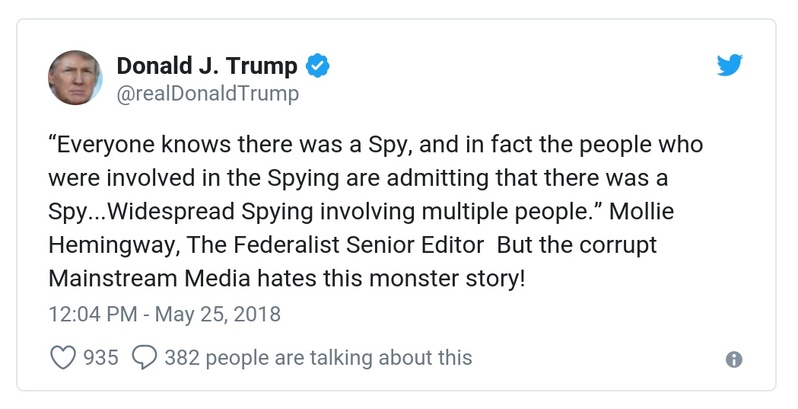 Donald J. Trump
@realDonaldTrump
“Everyone knows there was a Spy, and in fact the people who
were involved in the Spying are admitting that there was a
Spy...Widespread Spying involving multiple people.” Mollie
Hemingway, The Federalist Senior Editor  But the corrupt
Mainstream Media hates this monster story!
12:04 PM - May 25, 2018
935 382 people are talking about this